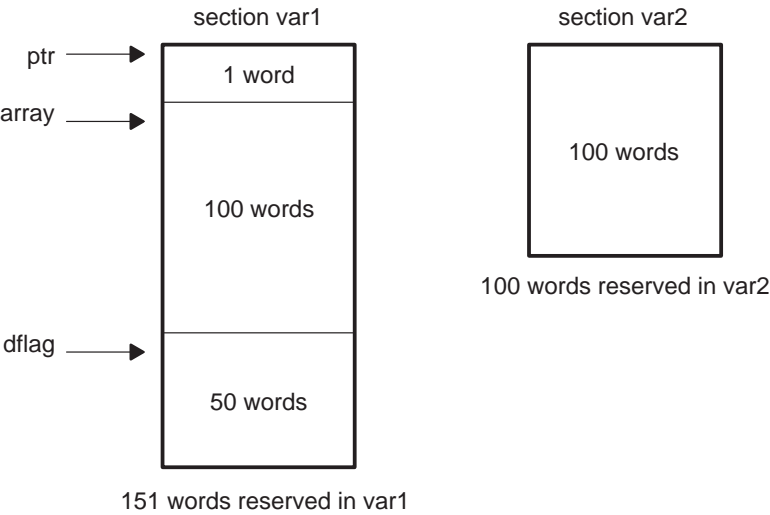 section var1
section var2
ptr
1 word
array
100 words
100 words
100 words reserved in var2
dflag
50 words
151 words reserved in var1